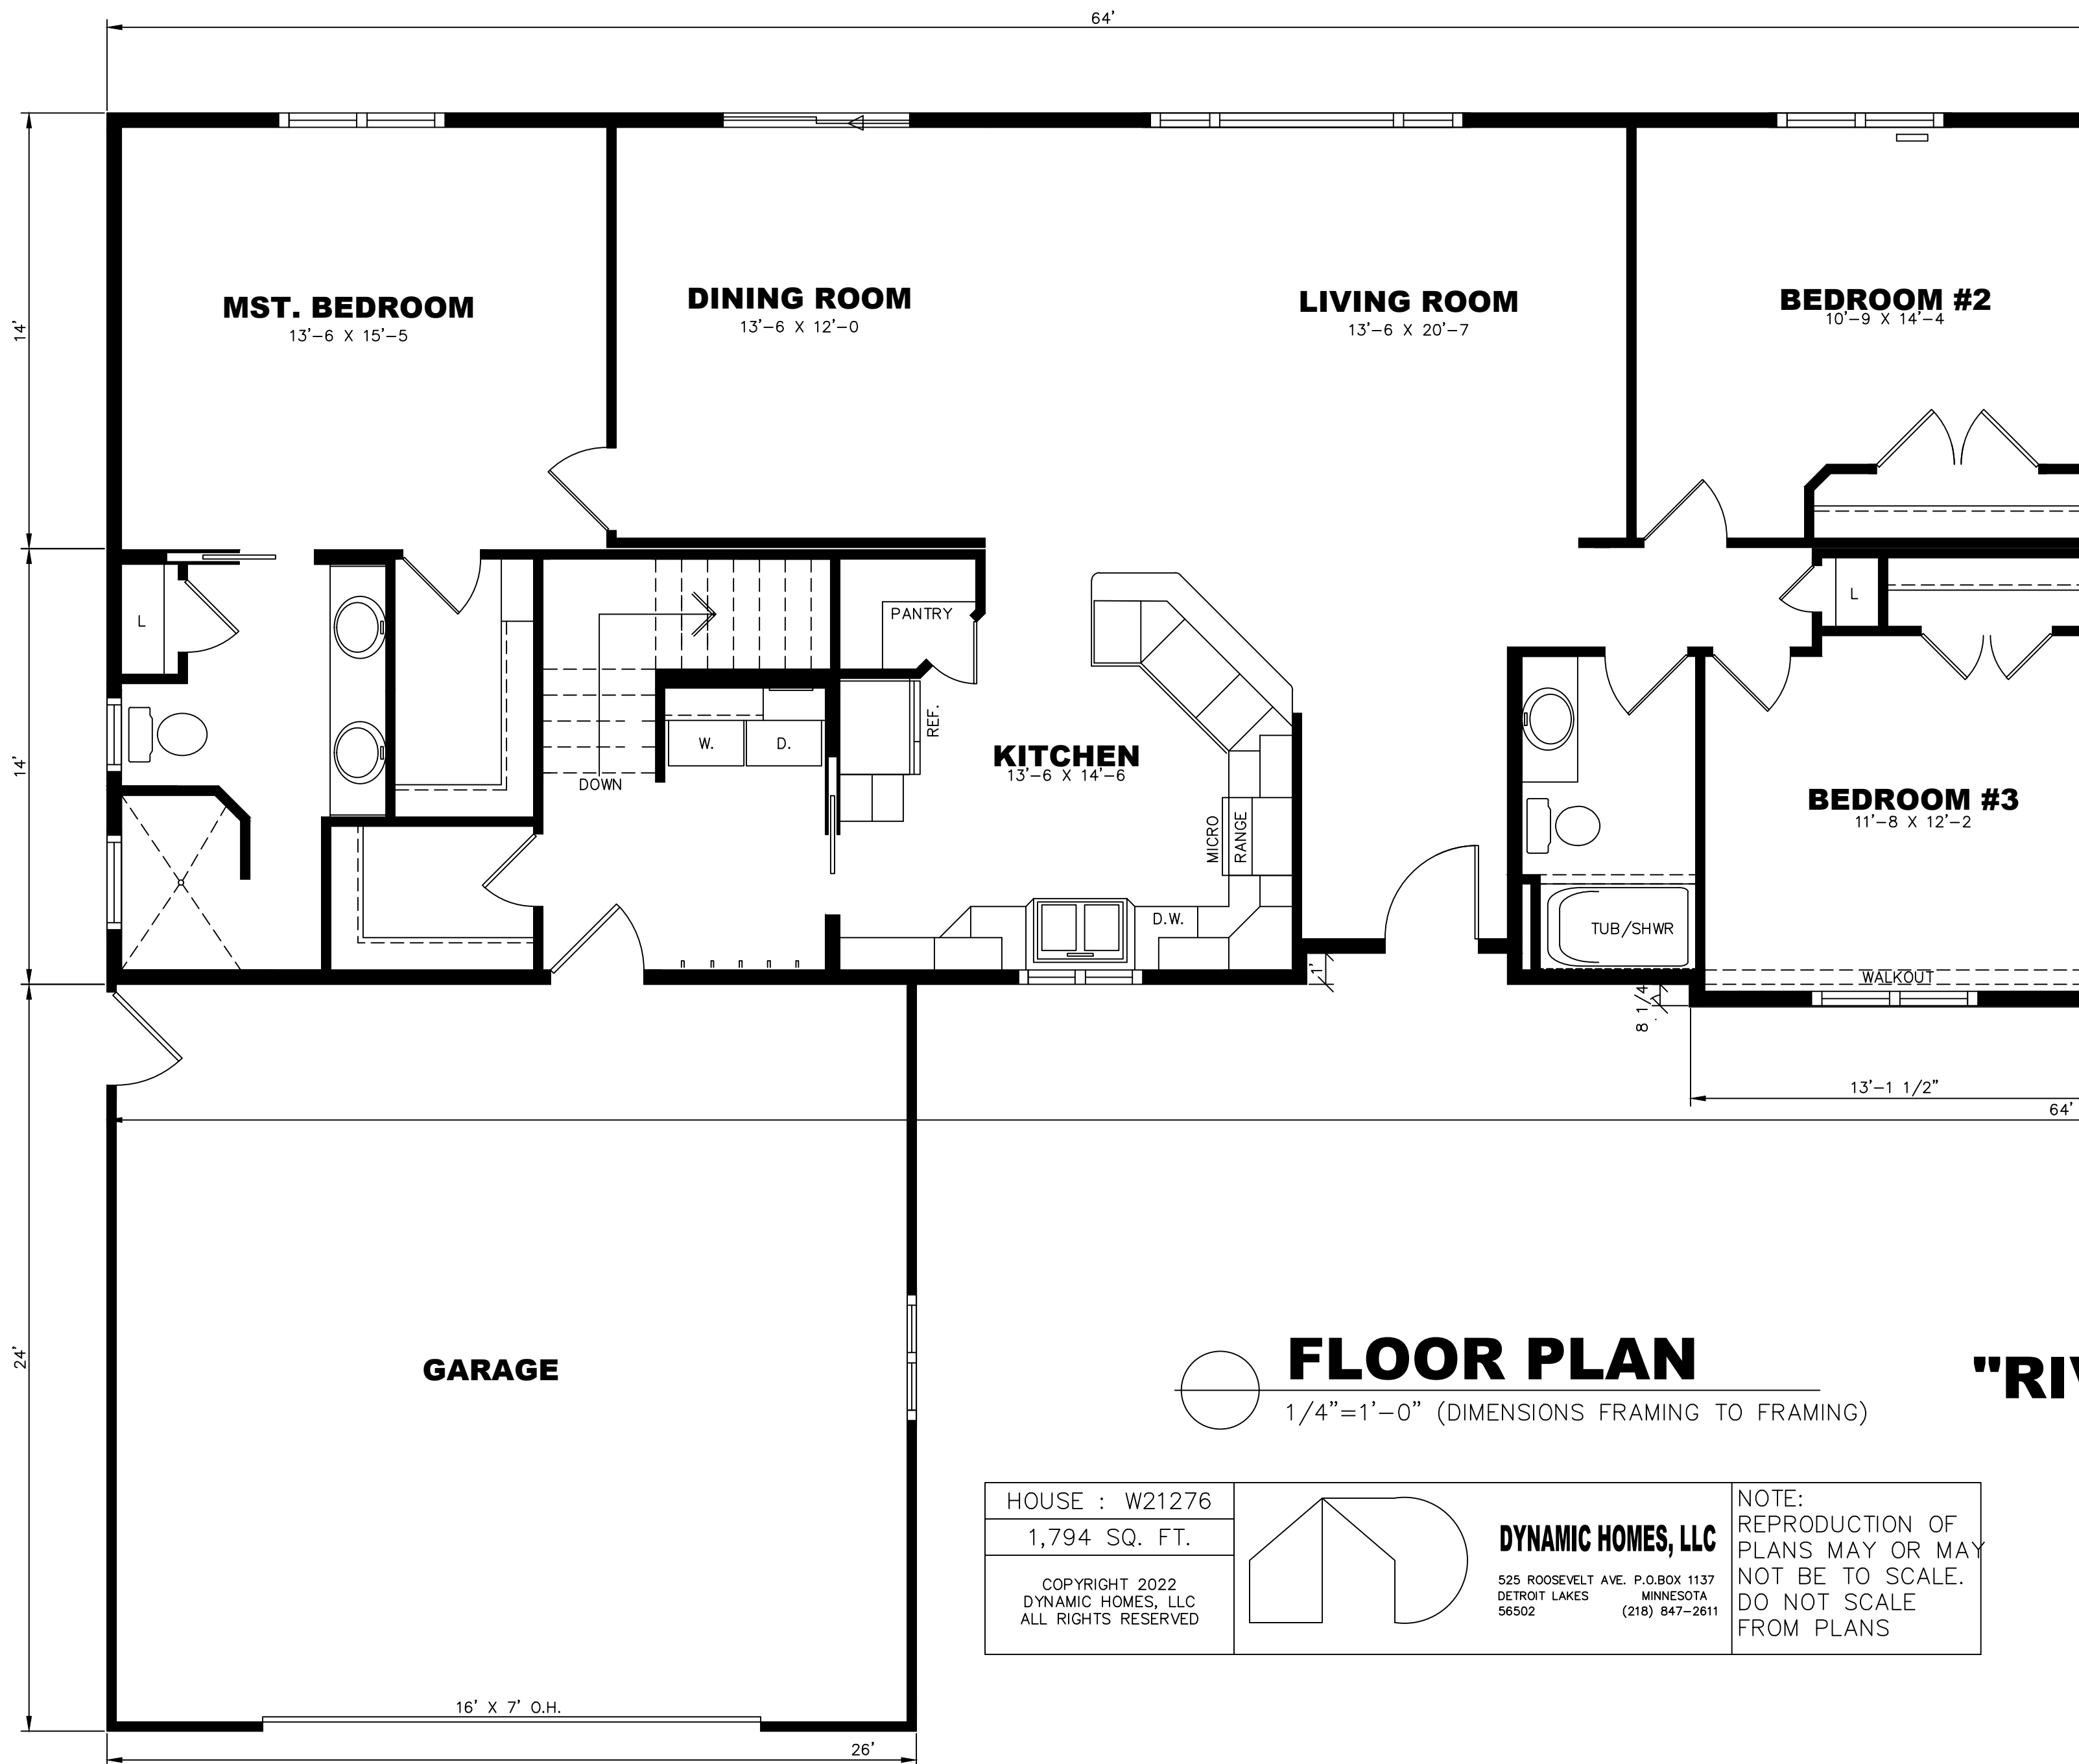 64'
14'
MST. BEDROOM
13'-6 X 15'-5
DINING ROOM
13'-6 X 12'-0
LIVING ROOM
13'-6 X 20'-7
BEDROOM #2
10'-9 X 14'-4
14'
L
PANTRY
L
REF.
W.
D.
DOWN
KITCHEN
13'-6 X 14'-6
MICRO
RANGE
BEDROOM #3
11'-8 X 12'-2
D.W.
TUB/SHWR
1'
WALKOUT
8 1/4
13'-1 1/2"
64'
24'
GARAGE
16' X 7' O.H.
26'
FLOOR PLAN
1/4"=1'-0" (DIMENSIONS FRAMING TO FRAMING)
"RIV
HOUSE : W21276
1,794 SQ. FT.
COPYRIGHT 2022
DYNAMIC HOMES, LLC
ALL RIGHTS RESERVED
DYNAMIC HOMES, LLC
525 ROOSEVELT AVE. P.O.BOX 1137
DETROIT LAKES MINNESOTA
56502 (218) 847-2611
NOTE:
REPRODUCTION OF
PLANS MAY OR MAY
NOT BE TO SCALE.
DO NOT SCALE
FROM PLANS